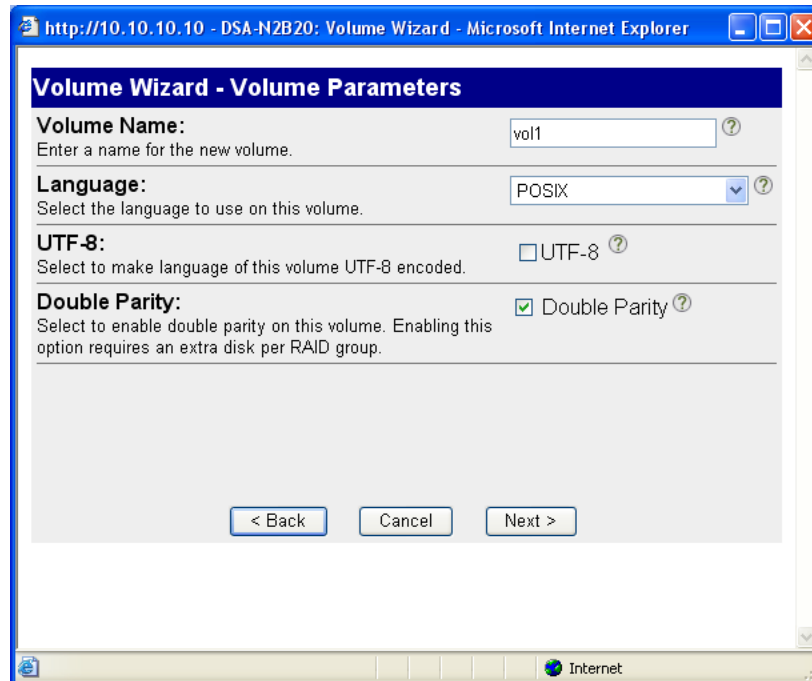 http://10.10.10.10 - DSA-N2B20: Volume Wizard - Microsoft Internet Explorer
Volume Wizard - Volume Parameters
Volume Name:
Enter a name for the new volume.
vol1
?
Language:
Select the language to use on this volume.
POSIX
?
UTF-8:
Select to make language of this volume UTF-8 encoded.
UTF-8
?
Double Parity:
Select to enable double parity on this volume. Enabling this
option requires an extra disk per RAID group.
Double Parity
?
< Back
Cancel
Next >
Internet